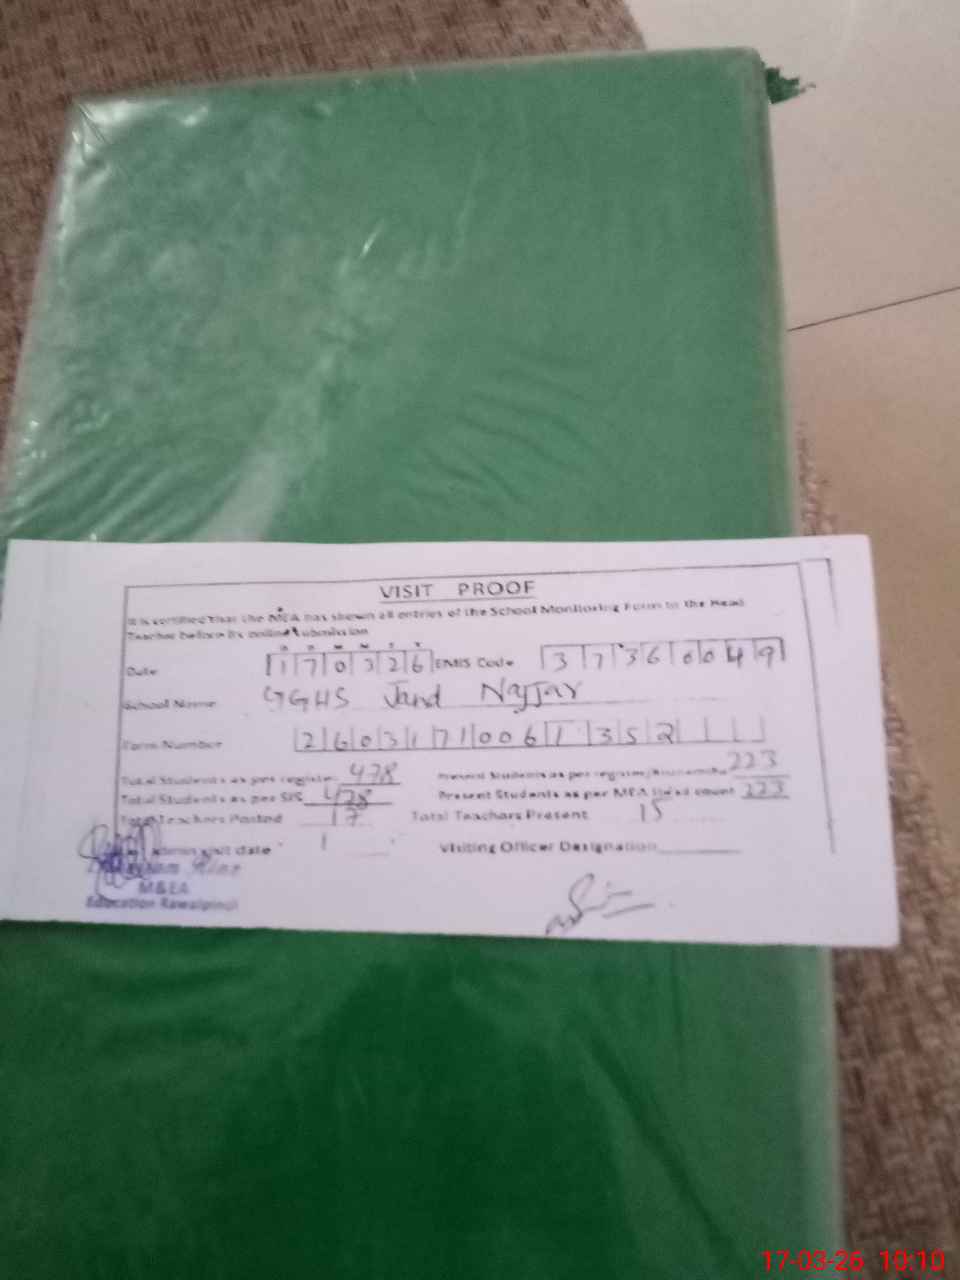 VISIT PROOF
It is certified that the MEA has shown all entries of the School Monitoring Form to the Head
Teacher before its online submission
D D M M Y Y
Date 170326 EMIS Code 37360049
School Name GGHS Jand Najjar
Form Number 26031710061352
Total Students as per register 478 Present Students as per register/ 223
Total Students as per SIS 478 Present Students as per MEA Head count 223
Total Teachers Posted 17 Total Teachers Present 15
admin visit date Visiting Officer Designation
M&EA
Education Rawalpindi
17-03-26 10:10